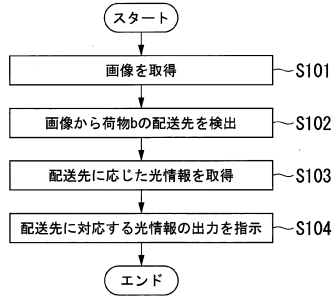 スタート
画像を取得 S101
画像から荷物bの配送先を検出 S102
配送先に応じた光情報を取得 S103
配送先に対応する光情報の出力を指示 S104
エンド